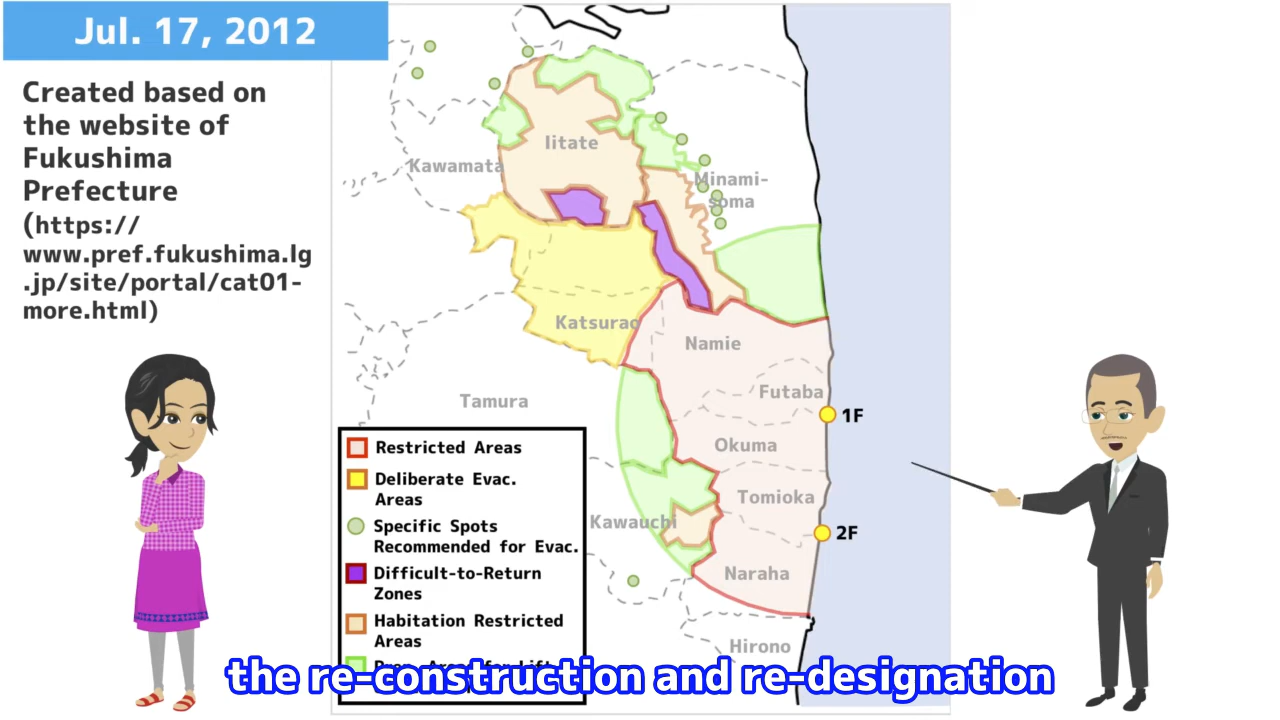 Jul. 17, 2012
Created based on
the website of
Fukushima
Prefecture
(https://
www.pref.fukushima.lg
.jp/site/portal/cat01-
more.html)
Iitate
Kawamata
Minami-
soma
Katsurao
Namie
Futaba
1F
Tamura
Okuma
Tomioka
Kawauchi
2F
Naraha
Hirono
Restricted Areas
Deliberate Evac.
Areas
Specific Spots
Recommended for Evac.
Difficult-to-Return
Zones
Habitation Restricted
Areas
the re-construction and re-designation